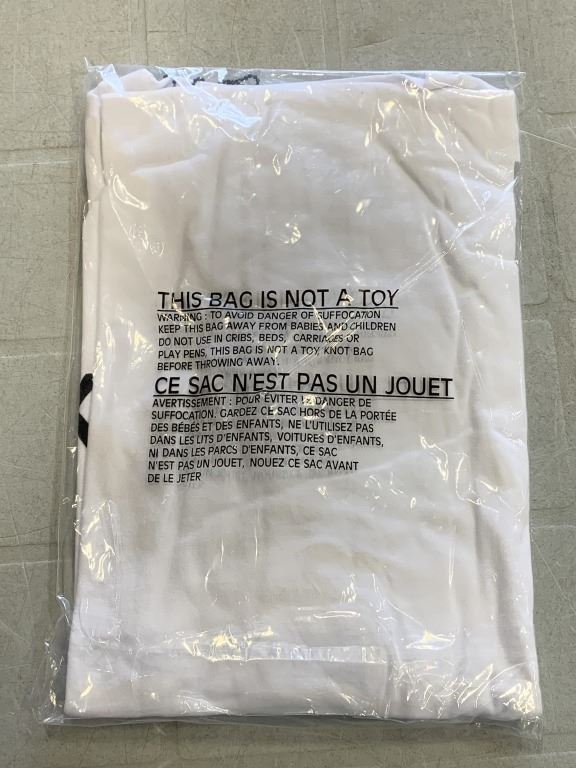 THIS BAG IS NOT A TOY
WARNING : TO AVOID DANGER OF SUFFOCATION
KEEP THIS BAG AWAY FROM BABIES AND CHILDREN
DO NOT USE IN CRIBS, BEDS, CARRIAGES OR
PLAY PENS, THIS BAG IS NOT A TOY. KNOT BAG
BEFORE THROWING AWAY.
CE SAC N'EST PAS UN JOUET
AVERTISSEMENT : POUR ÉVITER LE DANGER DE
SUFFOCATION. GARDEZ CE SAC HORS DE LA PORTÉE
DES BÉBÉS ET DES ENFANTS, NE L'UTILISEZ PAS
DANS LES LITS D'ENFANTS, VOITURES D'ENFANTS,
NI DANS LES PARCS D'ENFANTS, CE SAC
N'EST PAS UN JOUET, NOUEZ CE SAC AVANT
DE LE JETER